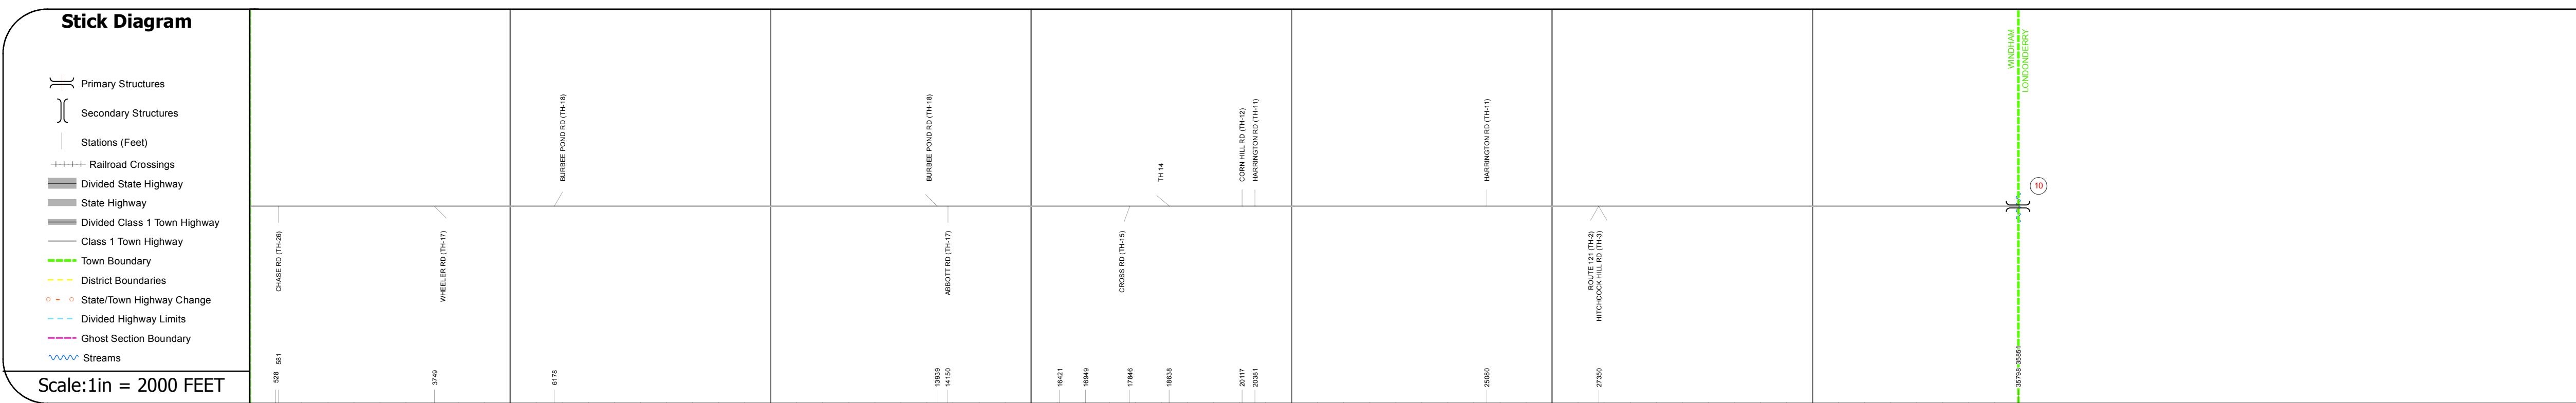 Stick Diagram
Primary Structures
Secondary Structures
Stations (Feet)
Railroad Crossings
Divided State Highway
State Highway
Divided Class 1 Town Highway
Class 1 Town Highway
Town Boundary
District Boundaries
State/Town Highway Change
Divided Highway Limits
Ghost Section Boundary
Streams
Scale:1in = 2000 FEET
BURBEE POND RD (TH-18)
BURBEE POND RD (TH-18)
TH 14
CORN HILL RD (TH-12)
HARRINGTON RD (TH-11)
HARRINGTON RD (TH-11)
WINDHAM
LONDONDERRY
10
CHASE RD (TH-26)
WHEELER RD (TH-17)
ABBOTT RD (TH-17)
CROSS RD (TH-15)
ROUTE 121 (TH-2)
HITCHCOCK HILL RD (TH-3)
528
581
3749
6178
13939
14150
16421
16949
17846
18638
20117
20381
25080
27350
35798
35851